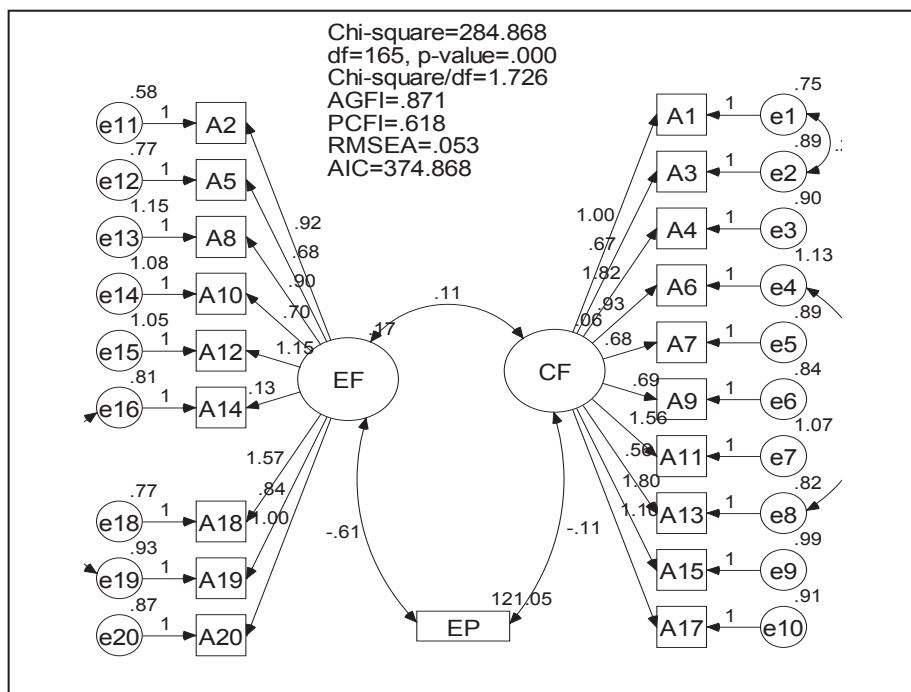 Chi-square=284.868
df=165, p-value=.000
Chi-square/df=1.726
AGFI=.871
PCFI=.618
RMSEA=.053
AIC=374.868
.58
e11 1 A2
.77
e12 1 A5
1.15
e13 1 A8
1.08
e14 1 A10
1.05
e15 1 A12
.81
e16 1 A14
.77
e18 1 A18
.93
e19 1 A19
.87
e20 1 A20
.92
.68
.90
.70
1.15
.13
1.57
.84
1.00
.17
EF
.11
.06
CF
-.61
-.11
121.05
EP
1.00
.67
1.82
.93
.68
.69
1.56
.56
1.80
.75
A1 1 e1
.89
A3 1 e2
.90
A4 1 e3
1.13
A6 1 e4
.89
A7 1 e5
.84
A9 1 e6
1.07
A11 1 e7
.82
A13 1 e8
.99
A15 1 e9
.91
A17 1 e10